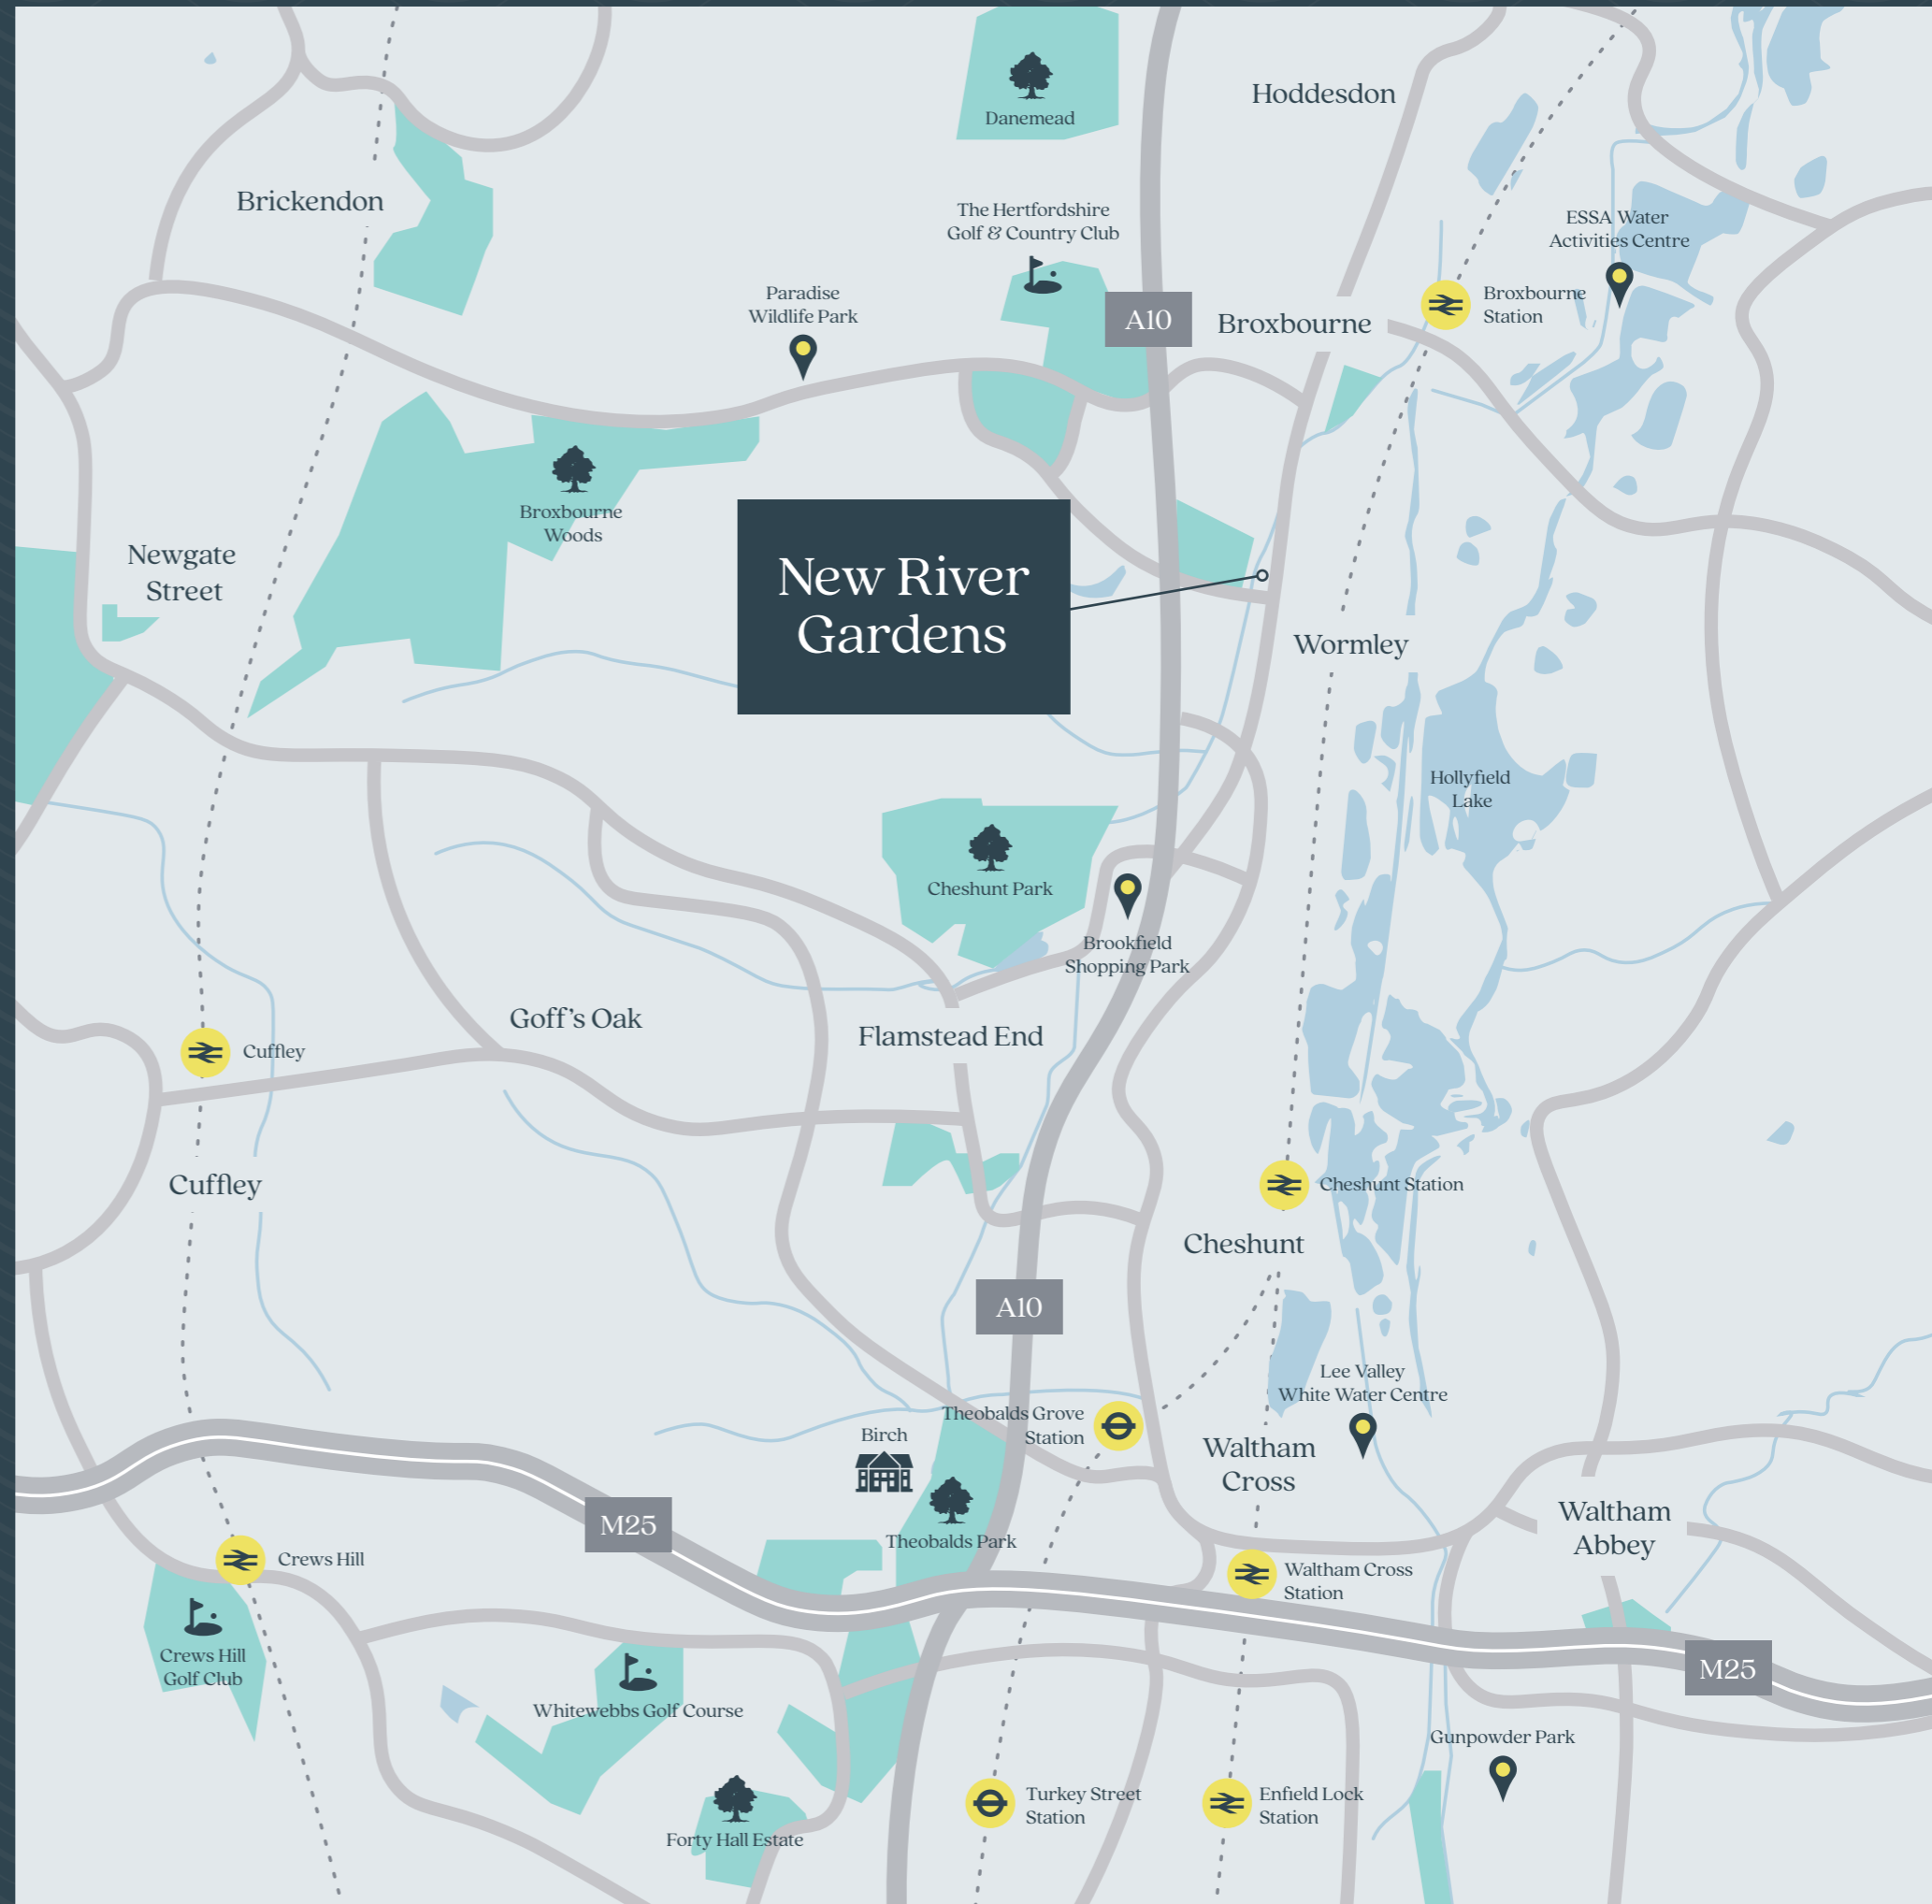 Danemead
Hoddesdon
Brickendon
The Hertfordshire
Golf & Country Club
ESSA Water
Activities Centre
Paradise
Wildlife Park
A10
Broxbourne
Broxbourne
Station
Broxbourne
Woods
Newgate
Street
New River
Gardens
Wormley
Hollyfield
Lake
Cheshunt Park
Brookfield
Shopping Park
Goff's Oak
Flamstead End
Cuffley
Cuffley
Cheshunt Station
Cheshunt
A10
Lee Valley
White Water Centre
Theobalds Grove
Station
Birch
Waltham
Cross
Waltham
Abbey
M25
Theobalds Park
Crews Hill
Waltham Cross
Station
Crews Hill
Golf Club
M25
Whitewebbs Golf Course
Gunpowder Park
Turkey Street
Station
Enfield Lock
Station
Forty Hall Estate